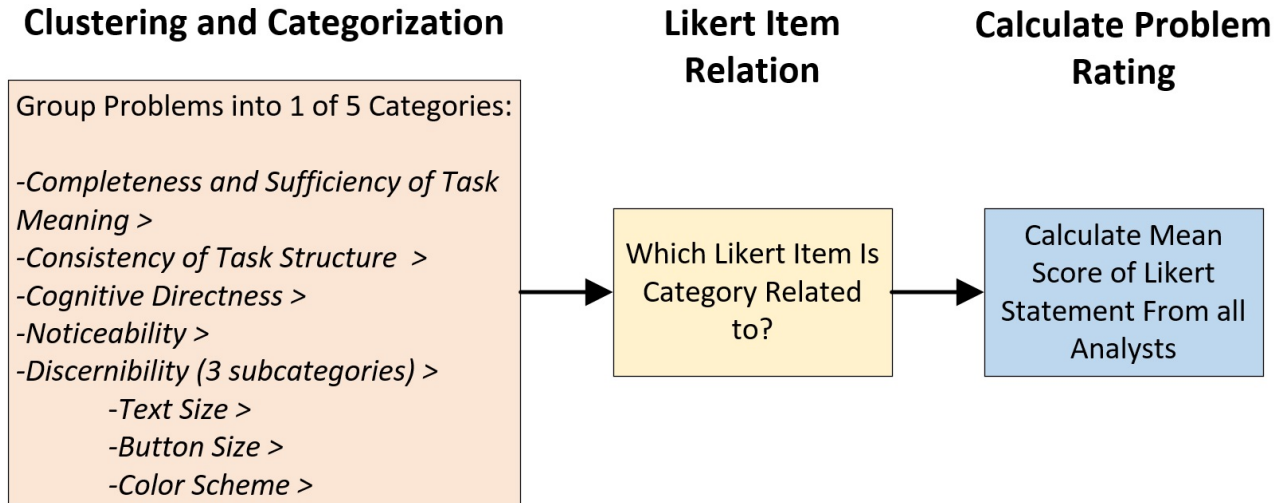 Clustering and Categorization
Group Problems into 1 of 5 Categories:
-Completeness and Sufficiency of Task
Meaning >
-Consistency of Task Structure  >
-Cognitive Directness >
-Noticeability >
-Discernibility (3 subcategories) >
-Text Size >
-Button Size >
-Color Scheme >
Likert Item
Relation
Which Likert Item Is
Category Related
to?
Calculate Problem
Rating
Calculate Mean
Score of Likert
Statement From all
Analysts